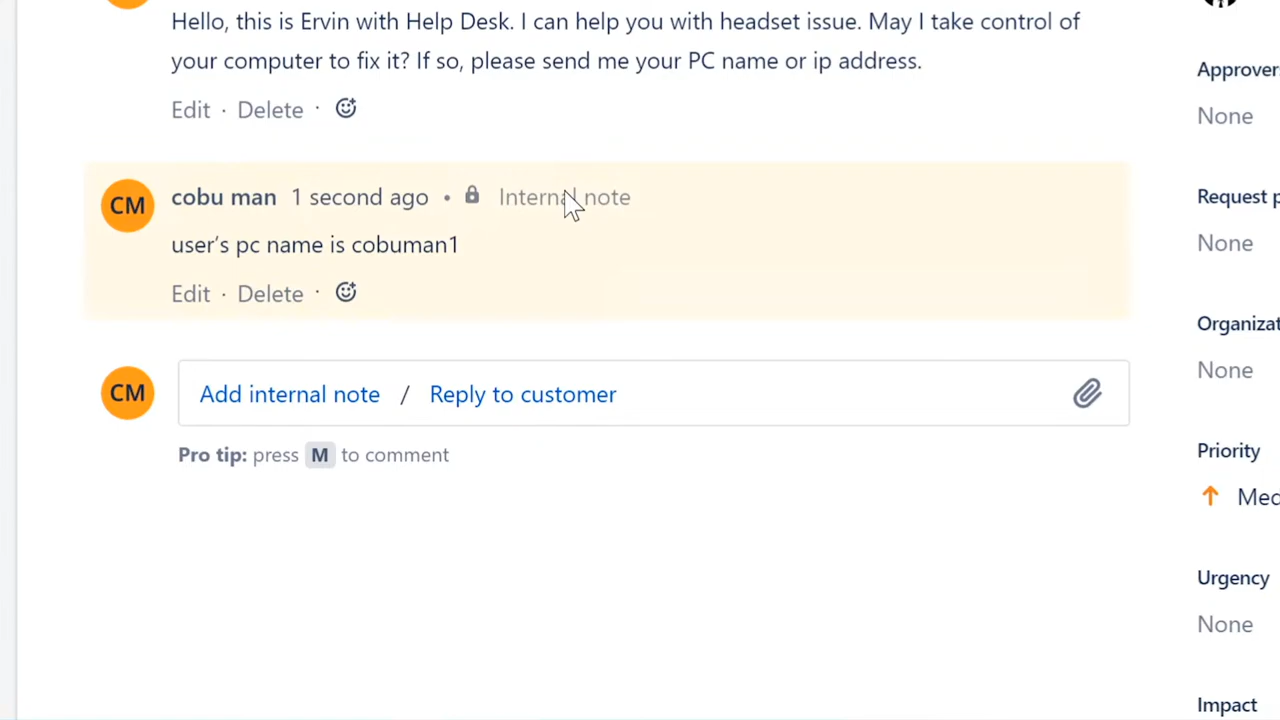 Hello, this is Ervin with Help Desk. I can help you with headset issue. May I take control of
your computer to fix it? If so, please send me your PC name or ip address.
Edit · Delete ·
CM
cobu man 1 second ago • Internal note
user's pc name is cobuman1
Edit · Delete ·
CM
Add internal note / Reply to customer
Pro tip: press M to comment
Approvers
None
Request p
None
Organizat
None
Priority
Med
Urgency
None
Impact